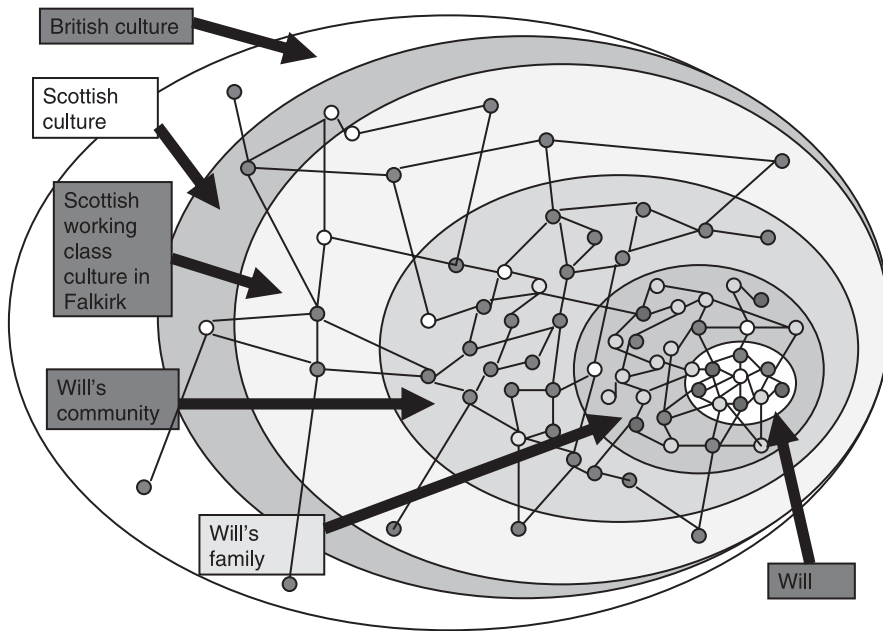 British culture
Scottish
culture
Scottish
working
class
culture in
Falkirk
Will's
community
Will's
family
Will